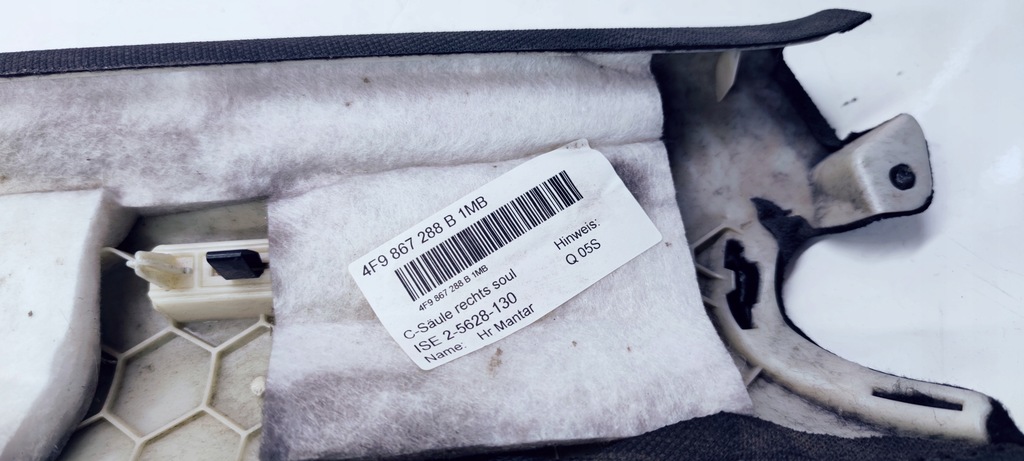 4F9 867 288 B 1MB
4F9 867 288 B 1MB
Hinweis:
C-Säule rechts soul
Q 05S
ISE 2-5628-130
Name: Hr Mantar